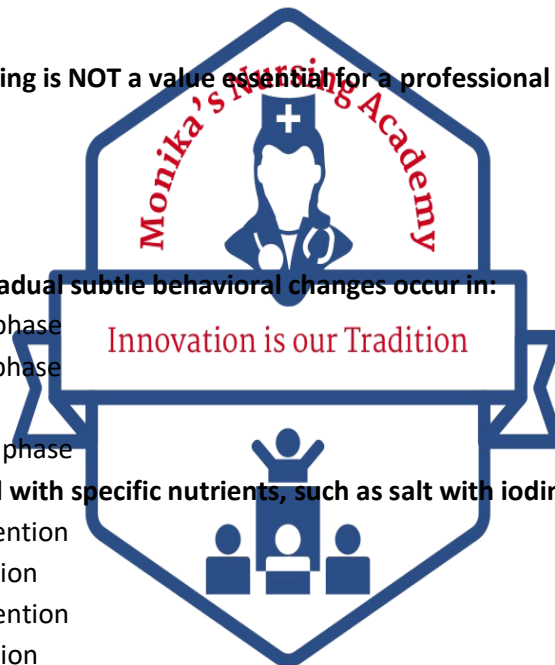 ing is NOT a value essential for a professional
Monika's Nursing Academy
adual subtle behavioral changes occur in:
phase
Innovation is our Tradition
phase
phase
with specific nutrients, such as salt with iodin
ention
ion
ention
ion